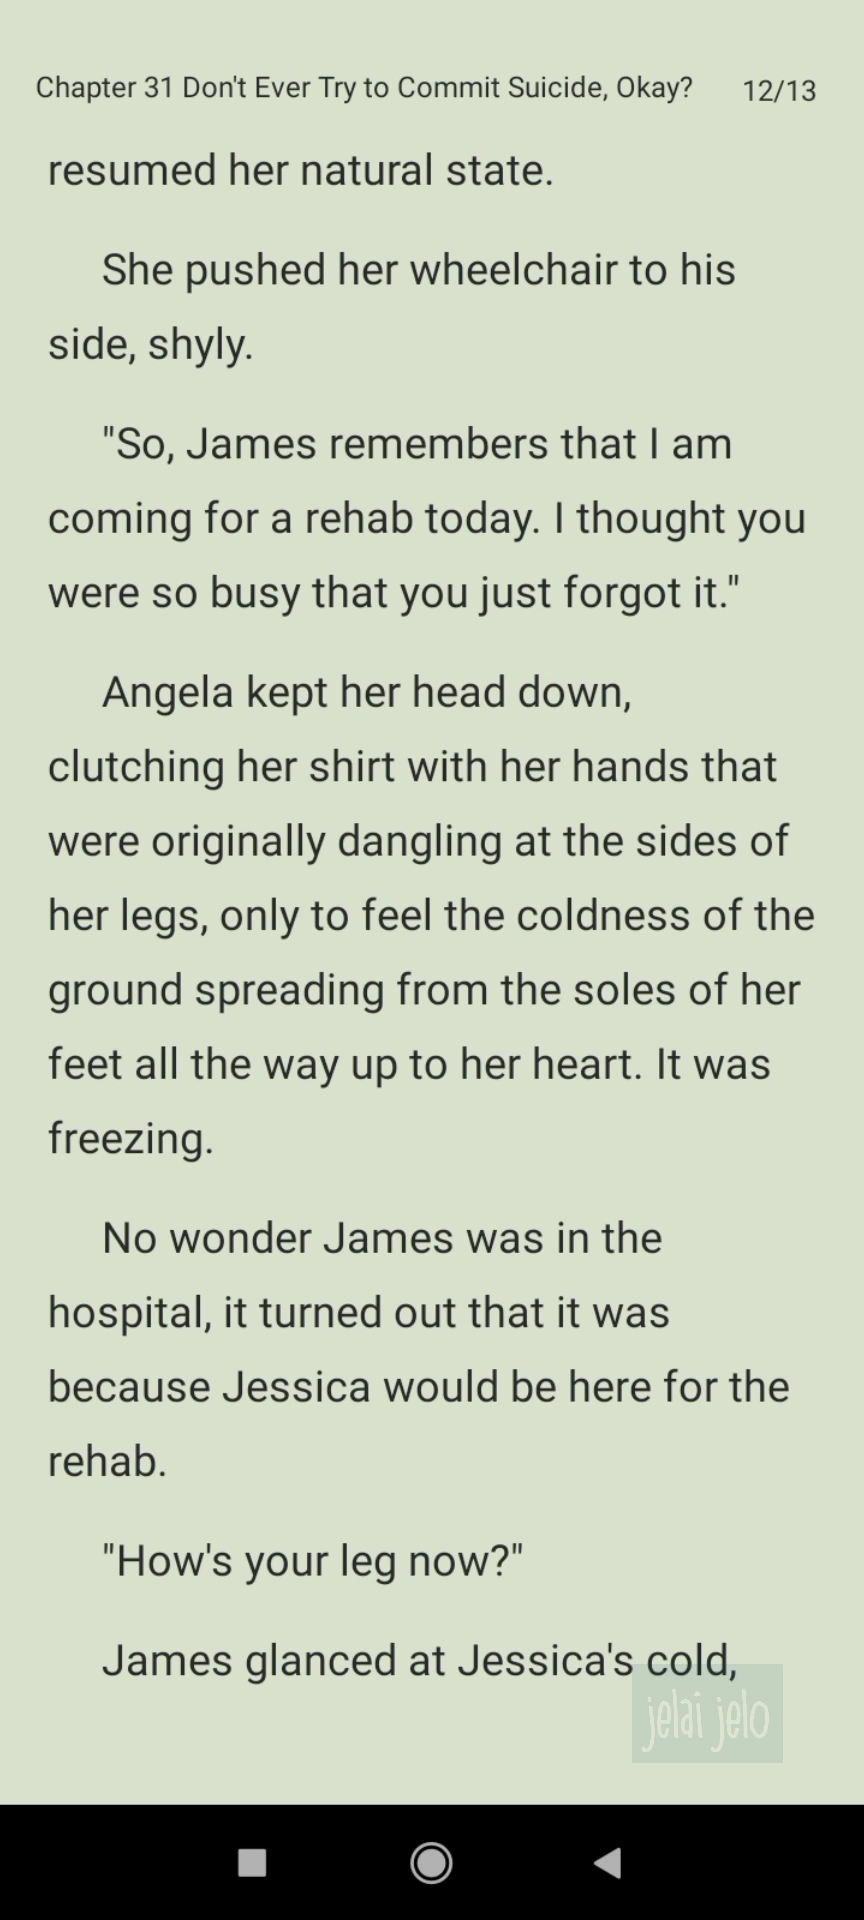 Chapter 31 Don't Ever Try to Commit Suicide, Okay? 12/13
resumed her natural state.
She pushed her wheelchair to his
side, shyly.
"So, James remembers that I am
coming for a rehab today. I thought you
were so busy that you just forgot it."
Angela kept her head down,
clutching her shirt with her hands that
were originally dangling at the sides of
her legs, only to feel the coldness of the
ground spreading from the soles of her
feet all the way up to her heart. It was
freezing.
No wonder James was in the
hospital, it turned out that it was
because Jessica would be here for the
rehab.
"How's your leg now?"
James glanced at Jessica's cold,
jelai jelo